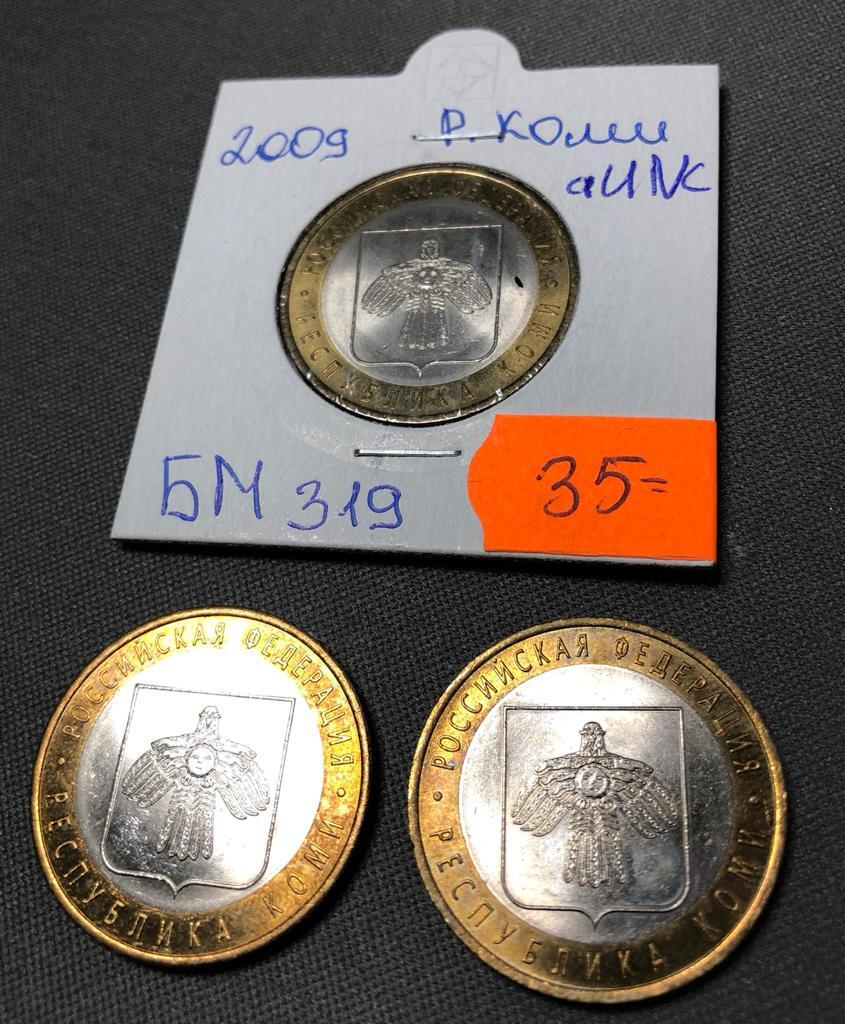 2009 Р. Коми
aUNC
РОССИЙСКАЯ ФЕДЕРАЦИЯ
• РЕСПУБЛИКА КОМИ •
БМ 319
35=
РОССИЙСКАЯ ФЕДЕРАЦИЯ
• РЕСПУБЛИКА КОМИ •
РОССИЙСКАЯ ФЕДЕРАЦИЯ
• РЕСПУБЛИКА КОМИ •